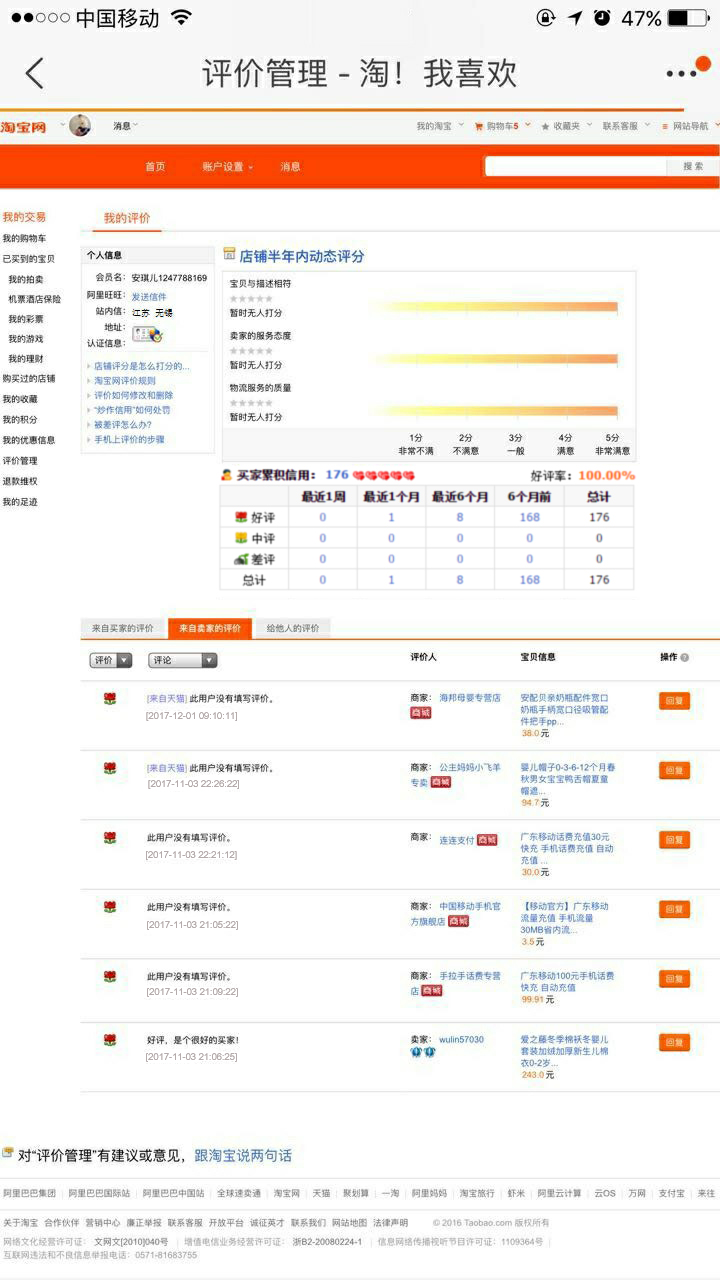 中国移动 47%
评价管理 - 淘！我喜欢
淘宝网 消息 我的淘宝 购物车5 收藏夹 联系客服 网站导航
首页 账户设置 消息 搜 索
我的交易
我的购物车
已买到的宝贝
我的拍卖
机票酒店保险
我的彩票
我的游戏
我的理财
购买过的店铺
我的收藏
我的积分
我的优惠信息
评价管理
退款维权
我的足迹
我的评价
个人信息
会员名: 安琪儿1247788169
阿里旺旺: 发送信件
站内信: 江苏 无锡
地址:
认证信息:
店铺评分是怎么打分的...
淘宝网评价规则
评价如何修改和删除
“炒作信用”如何处罚
被差评怎么办?
手机上评价的步骤
店铺半年内动态评分
宝贝与描述相符
暂时无人打分
卖家的服务态度
暂时无人打分
物流服务的质量
暂时无人打分
1分 2分 3分 4分 5分
非常不满 不满意 一般 满意 非常满意
买家累积信用: 176 好评率: 100.00%
最近1周 最近1个月 最近6个月 6个月前 总计
好评 0 1 8 168 176
中评 0 0 0 0 0
差评 0 0 0 0 0
总计 0 1 8 168 176
来自买家的评价 来自卖家的评价 给他人的评价
评价 评论 评价人 宝贝信息 操作
[来自天猫] 此用户没有填写评价。
[2017-12-01 09:10:11]
商家: 海邦母婴专营店
商城
安配贝亲奶瓶配件宽口
奶瓶手柄宽口径吸管配
件把手pp...
38.0 元
回复
[来自天猫] 此用户没有填写评价。
[2017-11-03 22:26:22]
商家: 公主妈妈小飞羊
专卖 商城
婴儿帽子0-3-6-12个月春
秋男女宝宝鸭舌帽夏童
帽遮...
94.7 元
回复
此用户没有填写评价。
[2017-11-03 22:21:12]
商家: 连连支付 商城
广东移动话费充值30元
快充 手机话费充值 自动
充值 ...
30.0 元
回复
此用户没有填写评价。
[2017-11-03 21:05:22]
商家: 中国移动手机官
方旗舰店 商城
【移动官方】广东移动
流量充值 手机流量
30MB省内流...
3.5 元
回复
此用户没有填写评价。
[2017-11-03 21:09:22]
商家: 手拉手话费专营
店 商城
广东移动100元手机话费
快充 自动充值
99.91 元
回复
好评，是个很好的买家！
[2017-11-03 21:06:25]
卖家: wulin57030
爱之藤冬季棉袄冬婴儿
套装加绒加厚新生儿棉
衣0-2岁...
243.0 元
回复
对“评价管理”有建议或意见，跟淘宝说两句话
阿里巴巴集团 阿里巴巴国际站 阿里巴巴中国站 全球速卖通 淘宝网 天猫 聚划算 一淘 阿里妈妈 淘宝旅行 虾米 阿里云计算 云OS 万网 支付宝 来往
关于淘宝 合作伙伴 营销中心 廉正举报 联系客服 开放平台 诚征英才 联系我们 网站地图 法律声明 © 2016 Taobao.com 版权所有
网络文化经营许可证: 文网文[2010]040号 增值电信业务经营许可证: 浙B2-20080224-1 信息网络传播视听节目许可证: 1109364号
互联网违法和不良信息举报电话: 0571-81683755